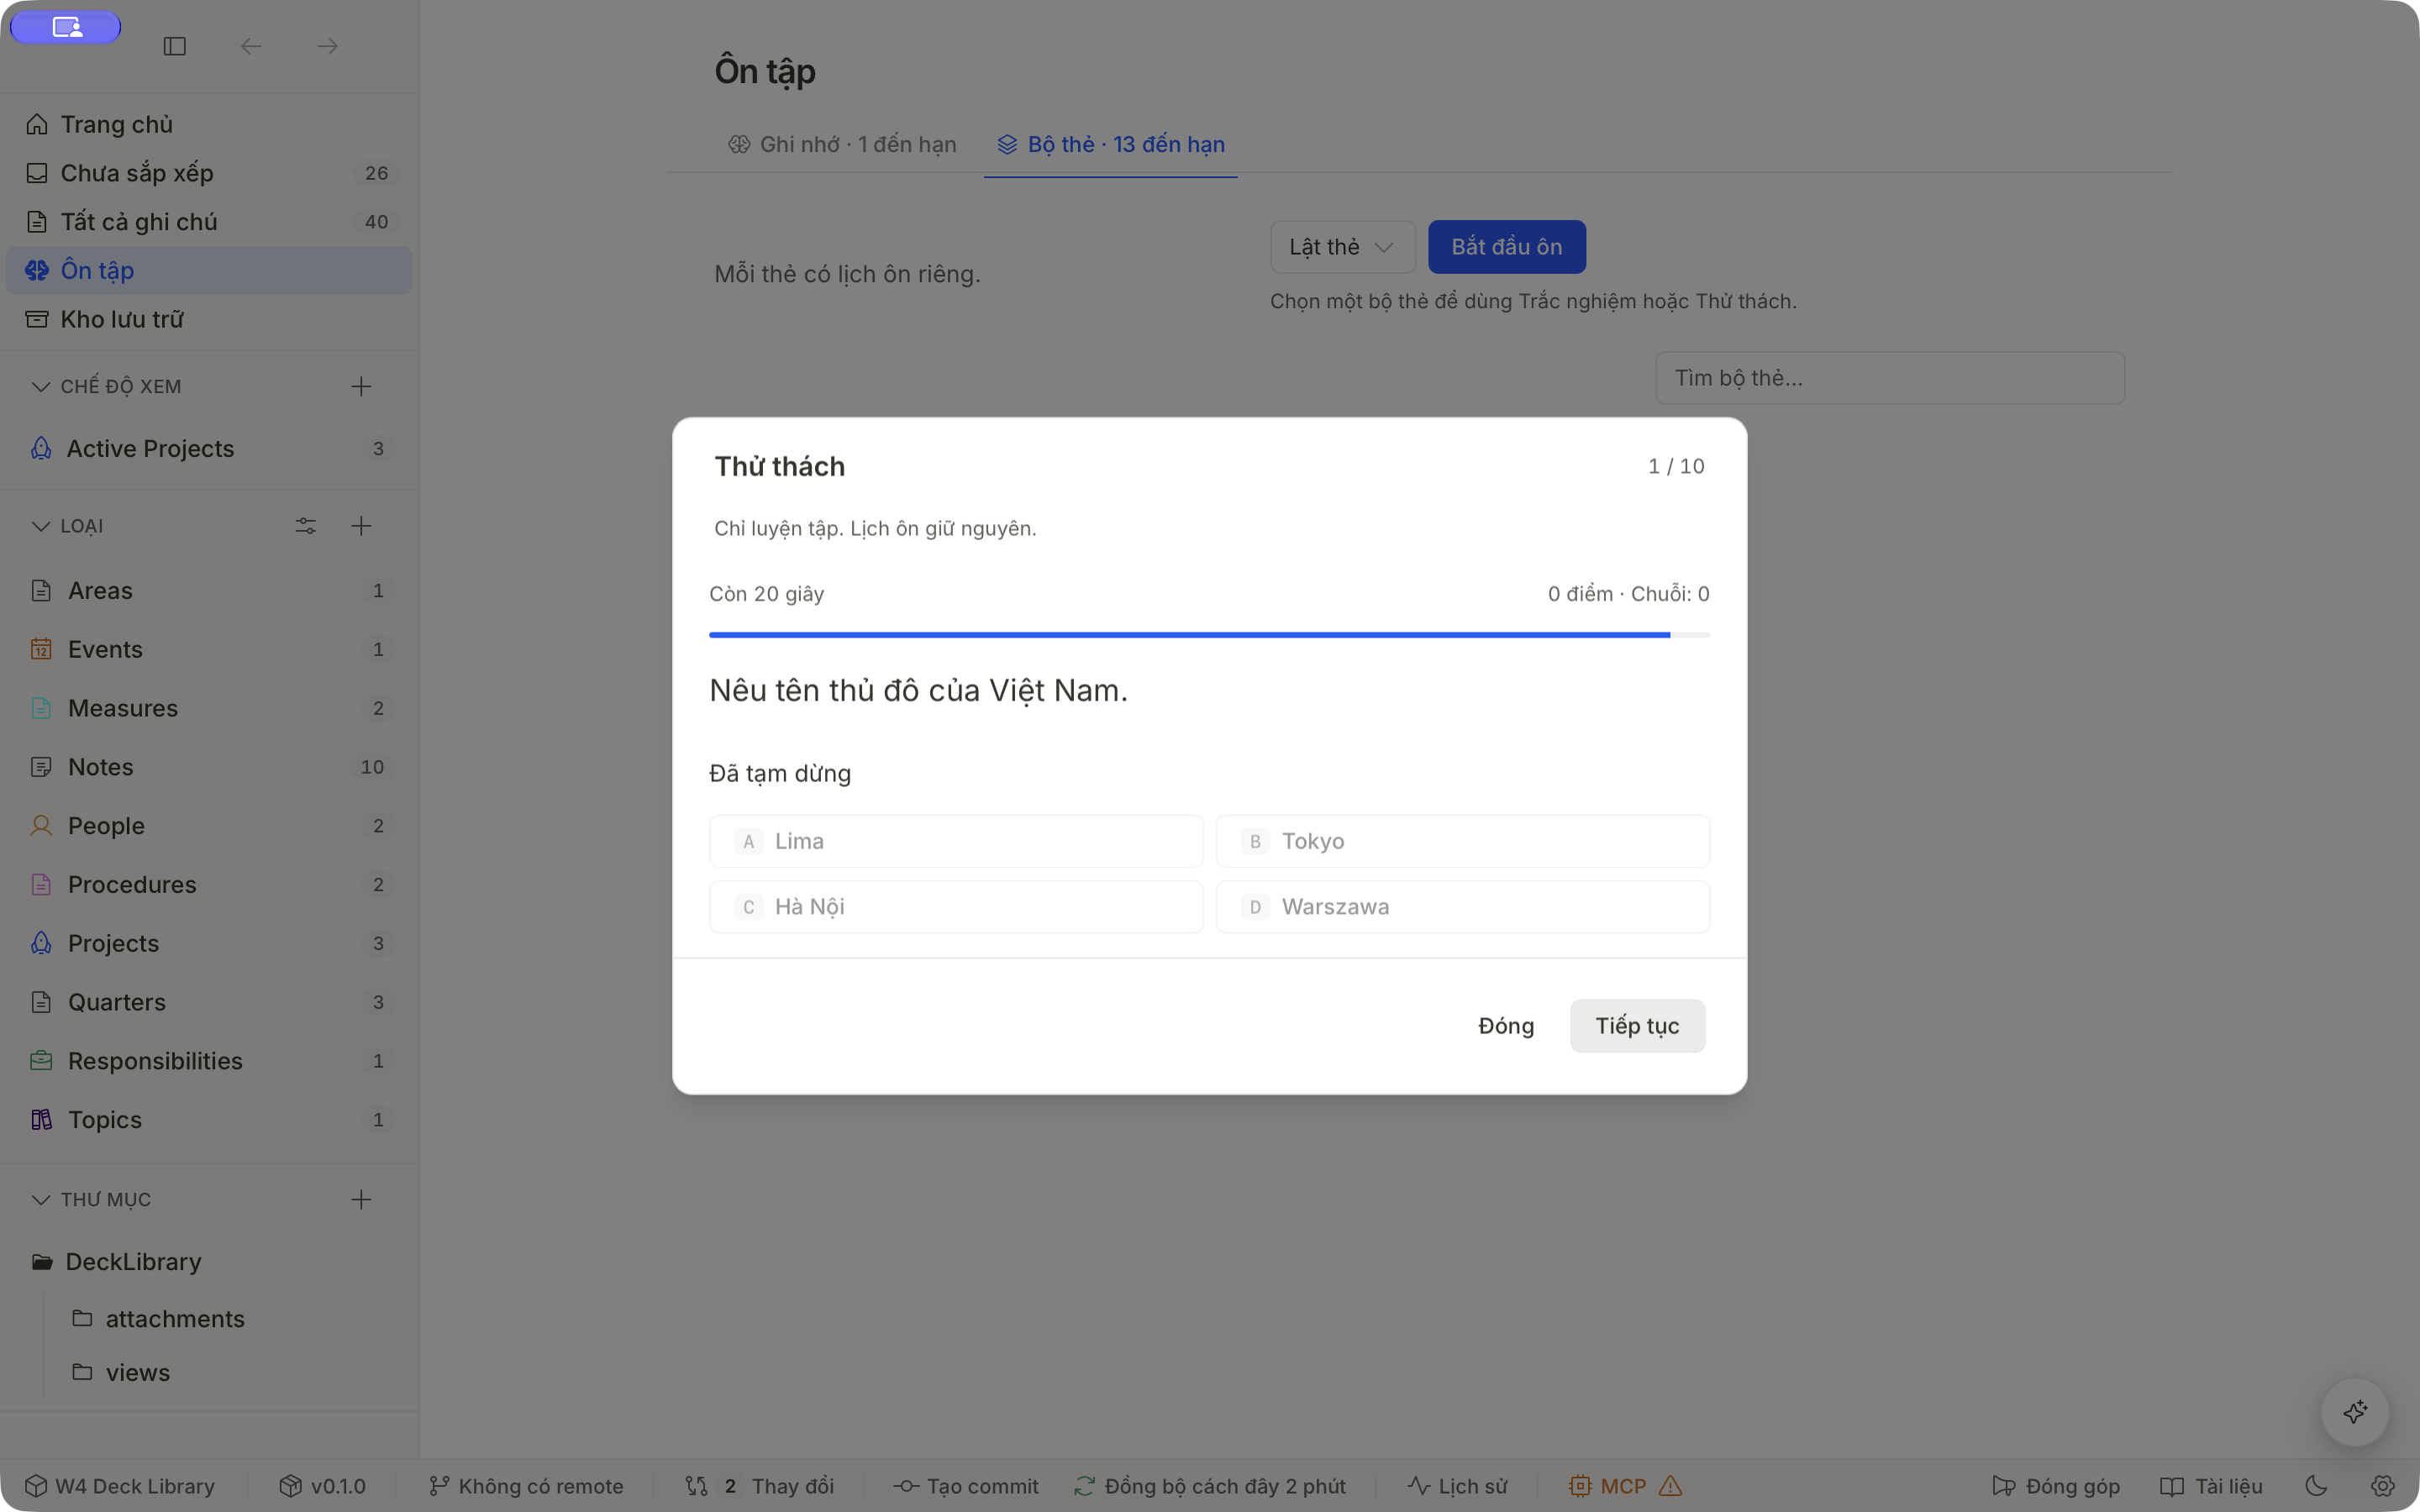 Trang chủ
Chưa sắp xếp 26
Tất cả ghi chú 40
Ôn tập
Kho lưu trữ
CHẾ ĐỘ XEM
Active Projects 3
LOẠI
Areas 1
Events 1
Measures 2
Notes 10
People 2
Procedures 2
Projects 3
Quarters 3
Responsibilities 1
Topics 1
THƯ MỤC
DeckLibrary
attachments
views
Ôn tập
Ghi nhớ · 1 đến hạn
Bộ thẻ · 13 đến hạn
Mỗi thẻ có lịch ôn riêng.
Lật thẻ
Bắt đầu ôn
Chọn một bộ thẻ để dùng Trắc nghiệm hoặc Thử thách.
Tìm bộ thẻ...
Thử thách 1 / 10
Chỉ luyện tập. Lịch ôn giữ nguyên.
Còn 20 giây 0 điểm · Chuỗi: 0
Nêu tên thủ đô của Việt Nam.
Đã tạm dừng
A Lima
B Tokyo
C Hà Nội
D Warszawa
Đóng
Tiếp tục
W4 Deck Library v0.1.0 Không có remote 2 Thay đổi Tạo commit Đồng bộ cách đây 2 phút Lịch sử MCP Đóng góp Tài liệu